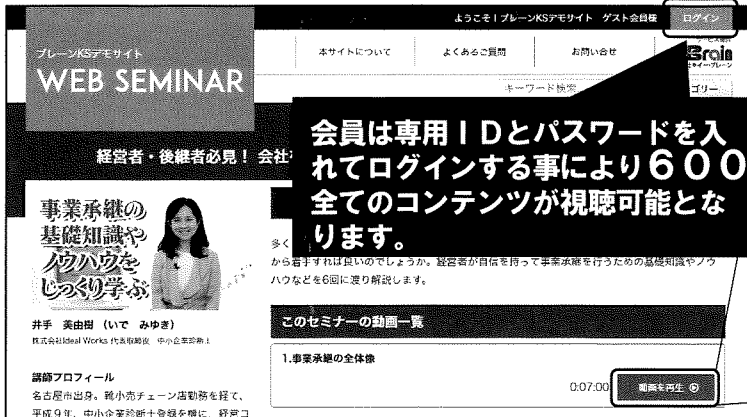 ようこそ！ブレーンKSデモサイト ゲスト会員様 ログイン
ブレーンKSデモサイト
WEB SEMINAR
本サイトについて よくあるご質問 お問い合せ
Brain
キーワード検索 ゴリー
経営者・後継者必見！ 会社
会員は専用ＩＤとパスワードを入
れてログインする事により６００
全てのコンテンツが視聴可能とな
ります。
事業承継の
基礎知識や
ノウハウを
じっくり学ぶ
多く
から着手すれば良いのでしょうか。経営者が自信を持って事業承継を行うための基礎知識やノウ
ハウなどを6回に渡り解説します。
井手 美由樹（いで みゆき）
株式会社Ideal Works 代表取締役 中小企業診断士
このセミナーの動画一覧
1.事業承継の全体像
0:07:00 動画を再生
講師プロフィール
名古屋市出身。靴小売チェーン店勤務を経て、
平成９年、中小企業診断士登録を機に、経営コ